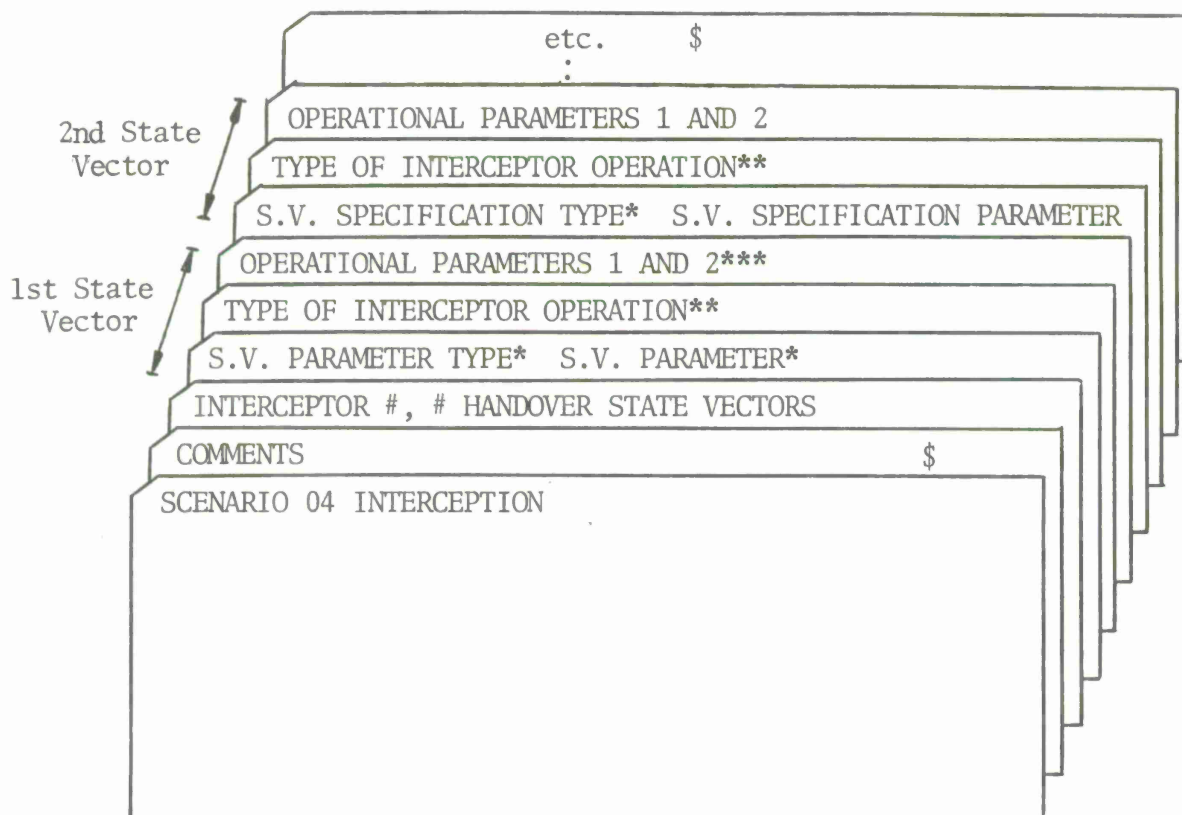 etc. $
:
OPERATIONAL PARAMETERS 1 AND 2
2nd State
Vector
TYPE OF INTERCEPTOR OPERATION**
S.V. SPECIFICATION TYPE* S.V. SPECIFICATION PARAMETER
OPERATIONAL PARAMETERS 1 AND 2***
1st State
Vector
TYPE OF INTERCEPTOR OPERATION**
S.V. PARAMETER TYPE* S.V. PARAMETER*
INTERCEPTOR #, # HANDOVER STATE VECTORS
COMMENTS $
SCENARIO 04 INTERCEPTION